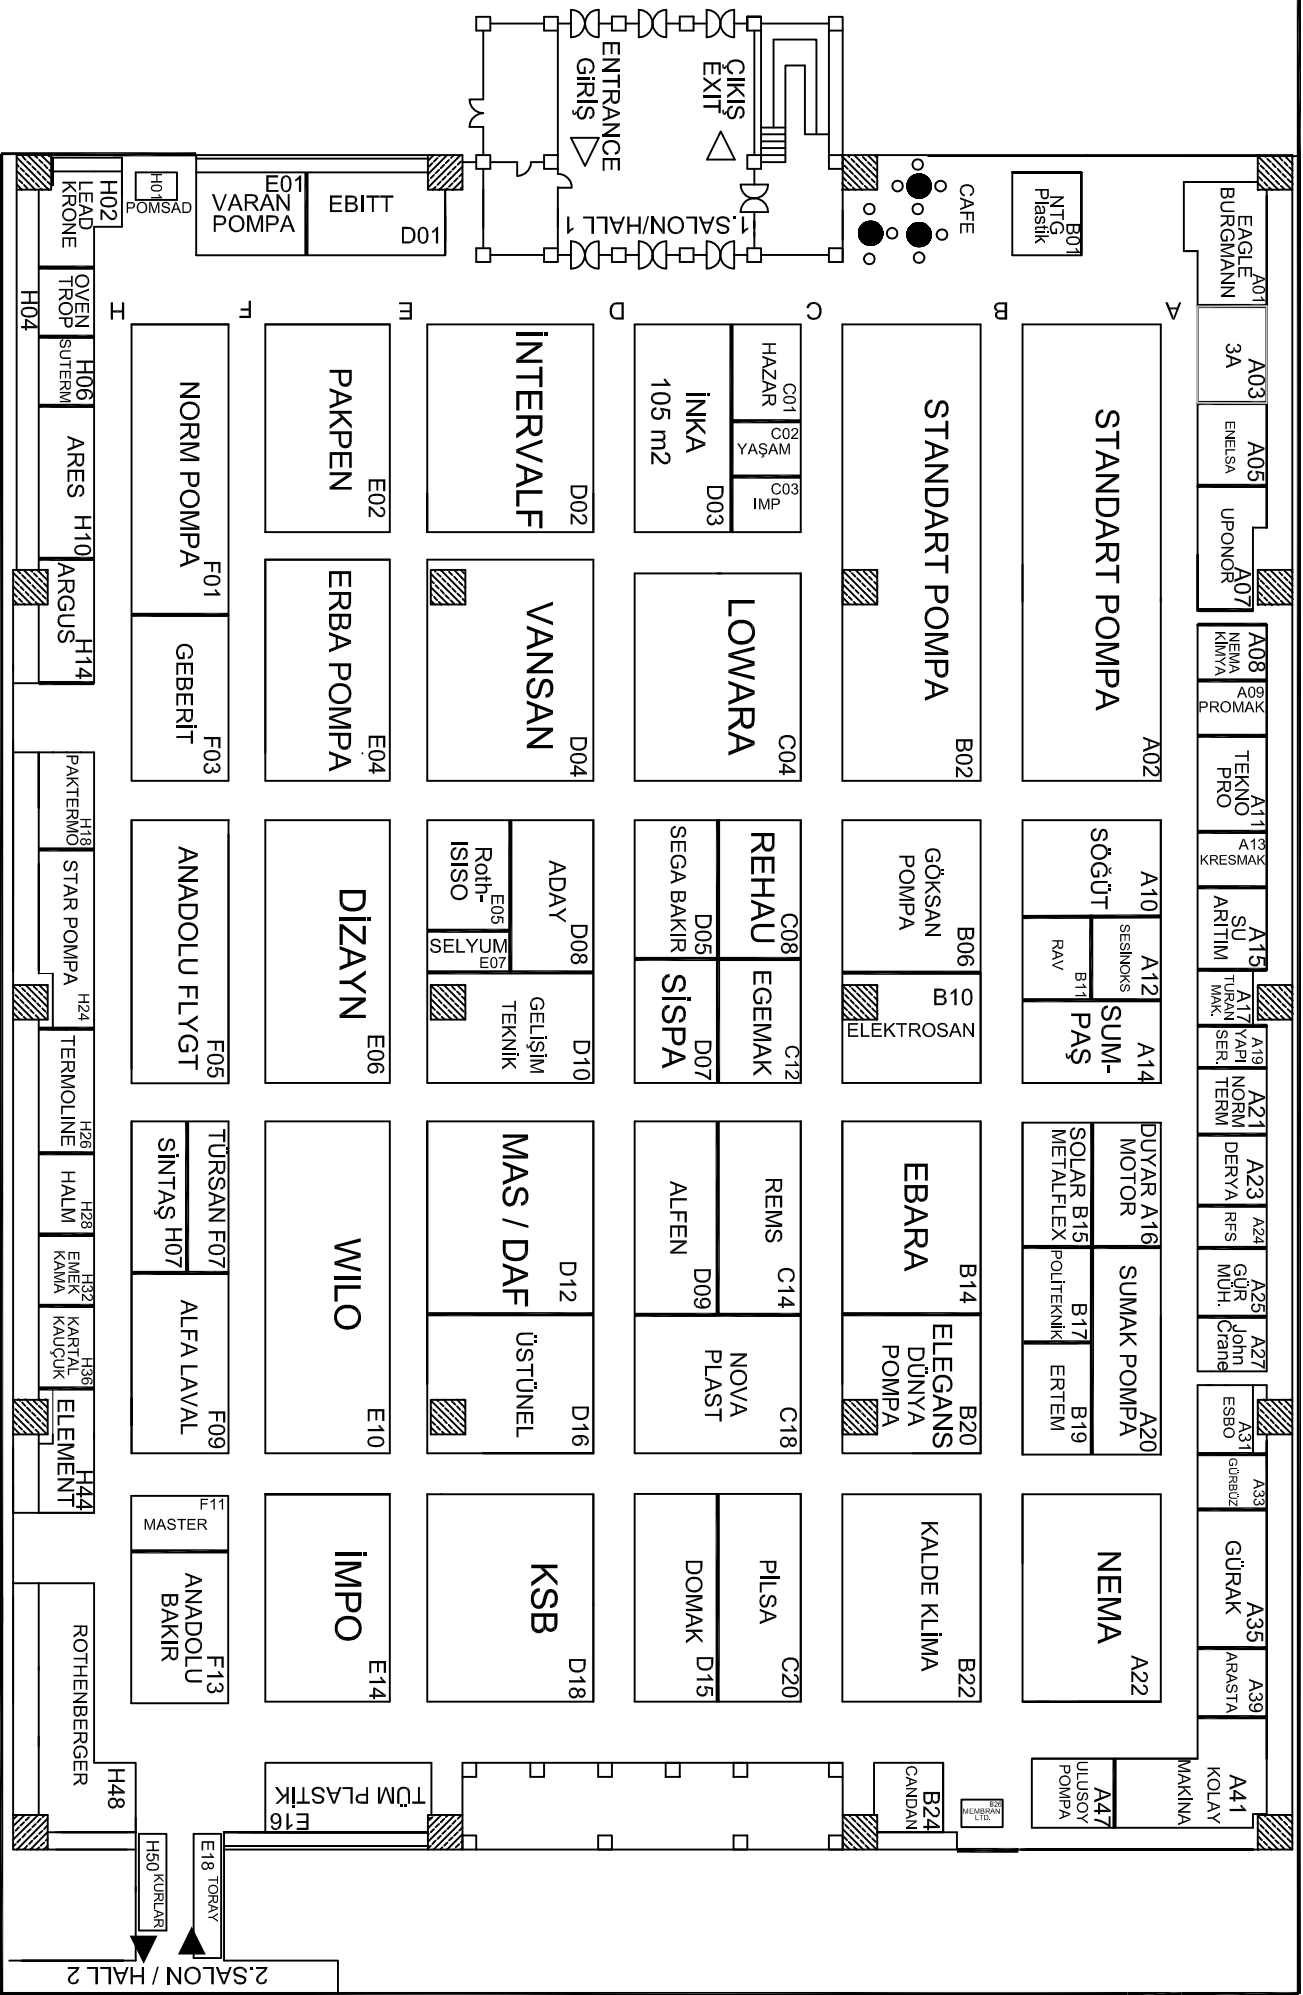 ENTRANCE
GİRİŞ
ÇIKIŞ
EXIT
1.SALON/HALL 1
CAFE
B01
NTG
Plastik
EBITT
D01
E01
VARAN
POMPA
H01
POMSAD
H02
LEAD
KRONE
OVEN
TROP
H04
H06
SUTERM
ARES H10
ARGUS
H14
H18
PAKTERMO
STAR POMPA
H24
H26
TERMOLINE
H28
HALM
H32
EMEK
KAMA
H36
KARTAL
KAUÇUK
ELEMENT
H44
ROTHENBERGER
H48
H
F
E
D
C
B
A
A01
EAGLE
BURGMANN
A03
3A
A05
ENELSA
A07
UPONOR
A08
NEMA
KİMYA
A09
PROMAK
A11
TEKNO
PRO
A13
KRESMAK
A15
SU
ARITIM
A17
TURAN
MAK.
A19
YAPI
SER.
A21
NORM
TERM
A23
DERYA
A24
RFS
A25
GÜR
MÜH.
A27
John
Crane
A31
ESBO
A33
GÜRBÜZ
A35
GÜRAK
A39
ARASTA
A41
KOLAY
MAKİNA
A47
ULUSOY
POMPA
NORM POMPA
F01
GEBERİT
F03
ANADOLU FLYGT
F05
TÜRSAN F07
SİNTAŞ H07
ALFA LAVAL
F09
F11
MASTER
F13
ANADOLU
BAKIR
PAKPEN
E02
ERBA POMPA
E04
DİZAYN
E06
WILO
E10
İMPO
E14
İNTERVALF
D02
VANSAN
D04
E05
Roth-
ISISO
SELYUM
E07
ADAY
D08
D10
GELİŞİM
TEKNİK
MAS / DAF
D12
ÜSTÜNEL
D16
KSB
D18
İNKA
105 m2
D03
C01
HAZAR
C02
YAŞAM
C03
IMP
LOWARA
C04
REHAU
C08
SEGA BAKIR
D05
EGEMAK
C12
SİSPA
D07
REMS
C14
ALFEN
D09
C18
NOVA
PLAST
PİLSA
C20
DOMAK
D15
STANDART POMPA
B02
B06
GÖKSAN
POMPA
B10
ELEKTROSAN
EBARA
B14
B20
ELEGANS
DÜNYA
POMPA
KALDE KLİMA
B22
STANDART POMPA
A02
A10
SÖĞÜT
A12
SESİNOKS
B11
RAV
A14
SUM-
PAŞ
DUYAR A16
MOTOR
SOLAR B15
METALFLEX
B17
POLİTEKNİK
SUMAK POMPA
A20
B19
ERTEM
NEMA
A22
TÜM PLASTİK
E16
B24
CANDAN
B26
MEMBRAN
LTD.
H50 KURLAR
E18 TORAY
2.SALON / HALL 2